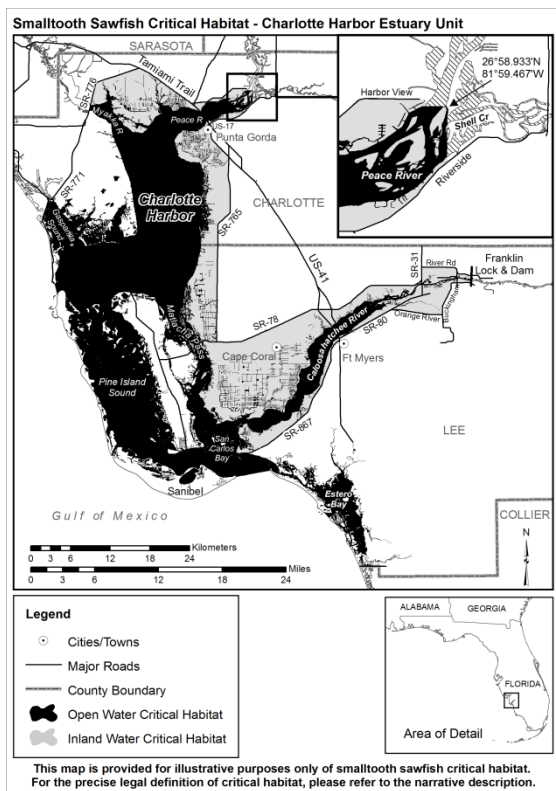 Smalltooth Sawfish Critical Habitat - Charlotte Harbor Estuary Unit
SARASOTA
SR-776
Tamiami Trail
Myakka R
Peace R
US-17
Punta Gorda
26°58.933'N
81°59.467'W
Harbor View
Shell Cr
Peace River
Riverside
SR-771
Gasparilla
Sound
Charlotte
Harbor
SR-765
CHARLOTTE
US-41
SR-31
Franklin
Lock & Dam
River Rd
Buckingham
Orange River
SR-78
SR-80
Caloosahatchee River
Cape Coral
Ft Myers
Pass
Pine Island
Sound
San
Carlos
Bay
SR-867
LEE
Sanibel
Estero
Bay
COLLIER
Gulf of Mexico
N
Kilometers
0 3 6 12 18 24
Miles
0 3 6 12 18 24
Legend
Cities/Towns
Major Roads
County Boundary
Open Water Critical Habitat
Inland Water Critical Habitat
ALABAMA
GEORGIA
FLORIDA
Area of Detail
This map is provided for illustrative purposes only of smalltooth sawfish critical habitat.
For the precise legal definition of critical habitat, please refer to the narrative description.